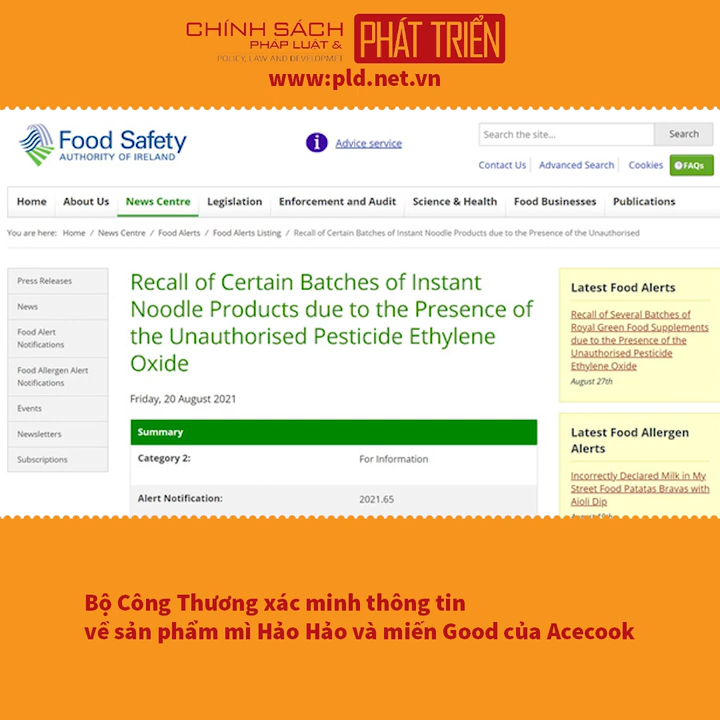 CHÍNH SÁCH
PHÁP LUẬT &
PHÁT TRIỂN
POLICY, LAW AND DEVELOPMET
www:pld.net.vn
Food Safety
AUTHORITY OF IRELAND
i Advice service
Search the site... Search
Contact Us Advanced Search Cookies FAQs
Home About Us News Centre Legislation Enforcement and Audit Science & Health Food Businesses Publications
You are here: Home / News Centre / Food Alerts / Food Alerts Listing / Recall of Certain Batches of Instant Noodle Products due to the Presence of the Unauthorised
Press Releases
News
Food Alert
Notifications
Food Allergen Alert
Notifications
Events
Newsletters
Subscriptions
Recall of Certain Batches of Instant
Noodle Products due to the Presence of
the Unauthorised Pesticide Ethylene
Oxide
Friday, 20 August 2021
Summary
Category 2: For Information
Alert Notification: 2021.65
Latest Food Alerts
Recall of Several Batches of
Royal Green Food Supplements
due to the Presence of the
Unauthorised Pesticide
Ethylene Oxide
August 27th
Latest Food Allergen
Alerts
Incorrectly Declared Milk in My
Street Food Patatas Bravas with
Aioli Dip
Bộ Công Thương xác minh thông tin
về sản phẩm mì Hảo Hảo và miến Good của Acecook